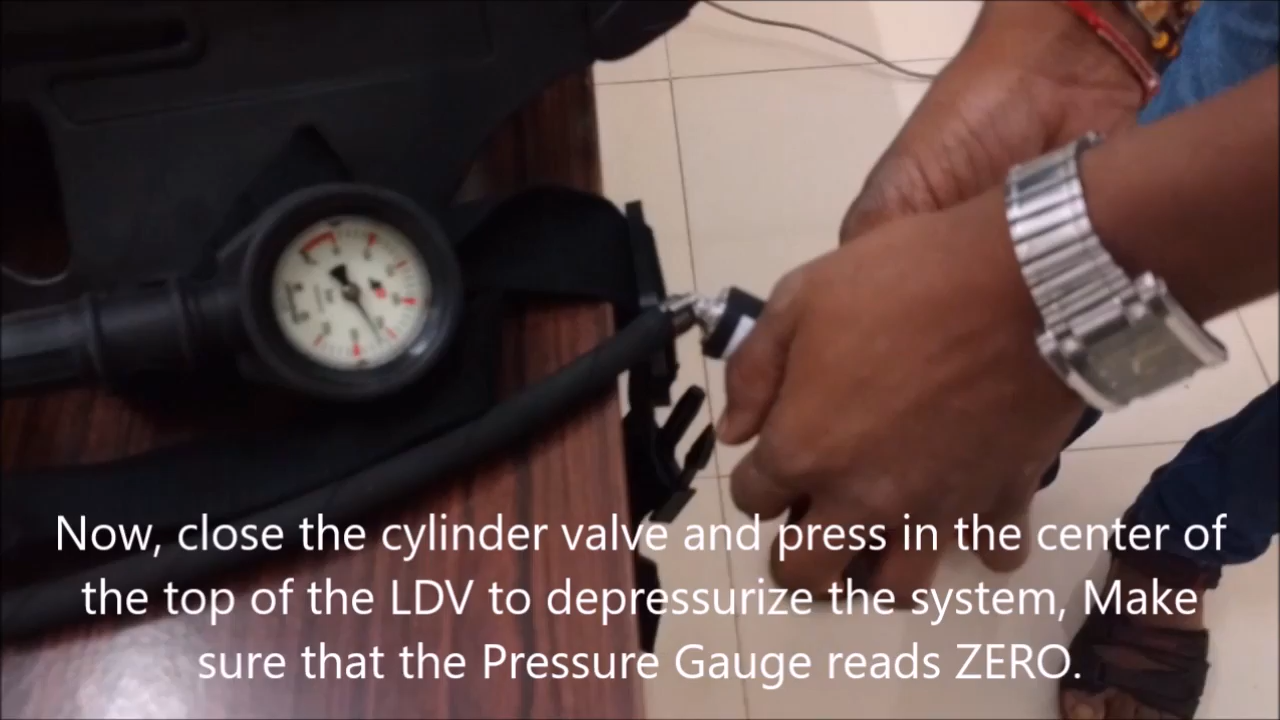 Now, close the cylinder valve and press in the center of
the top of the LDV to depressurize the system, Make
sure that the Pressure Gauge reads ZERO.